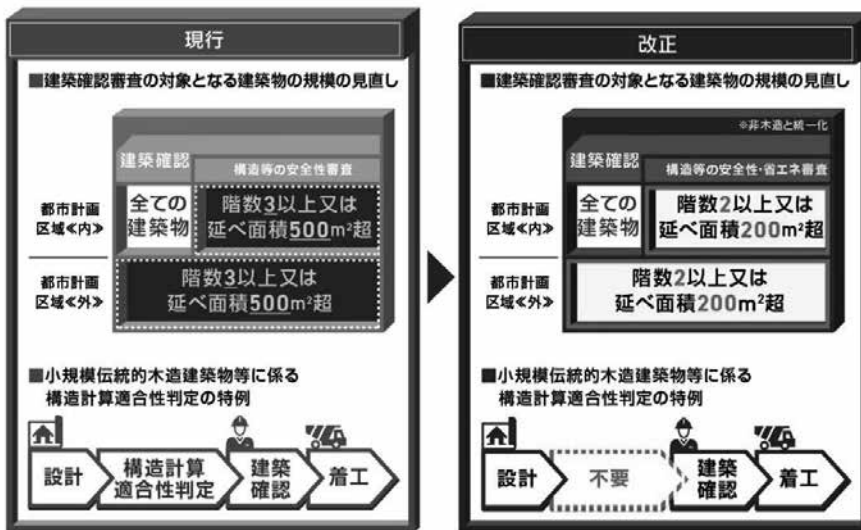 現行
■建築確認審査の対象となる建築物の規模の見直し
建築確認
構造等の安全性審査
都市計画
区域≪内≫
全ての
建築物
階数3以上又は
延べ面積500m²超
都市計画
区域≪外≫
階数3以上又は
延べ面積500m²超
■小規模伝統的木造建築物等に係る
構造計算適合性判定の特例
設計
構造計算
適合性判定
建築
確認
着工
改正
■建築確認審査の対象となる建築物の規模の見直し
※非木造と統一化
建築確認
構造等の安全性・省エネ審査
都市計画
区域≪内≫
全ての
建築物
階数2以上又は
延べ面積200m²超
都市計画
区域≪外≫
階数2以上又は
延べ面積200m²超
■小規模伝統的木造建築物等に係る
構造計算適合性判定の特例
設計
不要
建築
確認
着工